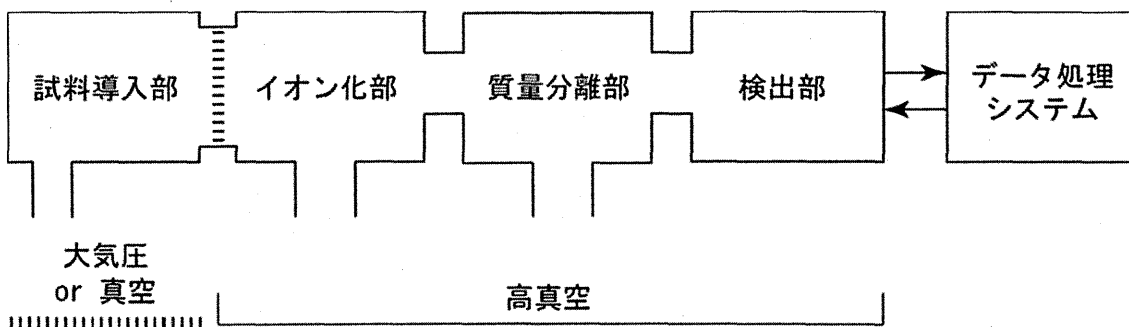 試料導入部
イオン化部
質量分離部
検出部
データ処理
システム
大気圧
or 真空
高真空